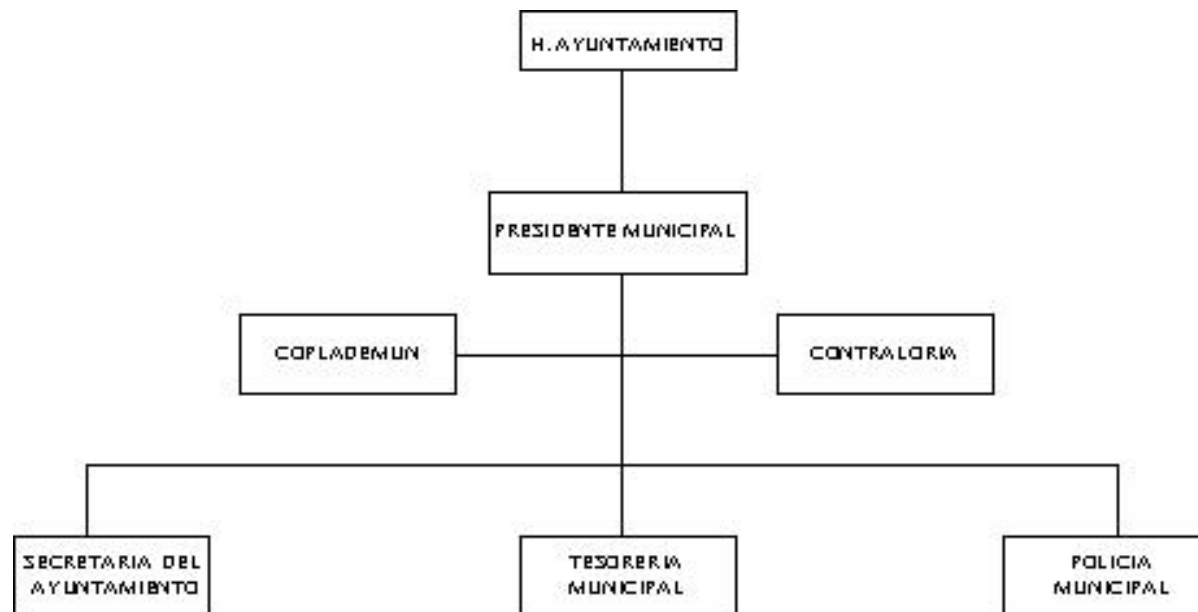 H. AYUNTAMIENTO
PRESIDENTE MUNICIPAL
COPLADEMUN
CONTRALORIA
SECRETARIA DEL
AYUNTAMIENTO
TESORERIA
MUNICIPAL
POLICIA
MUNICIPAL